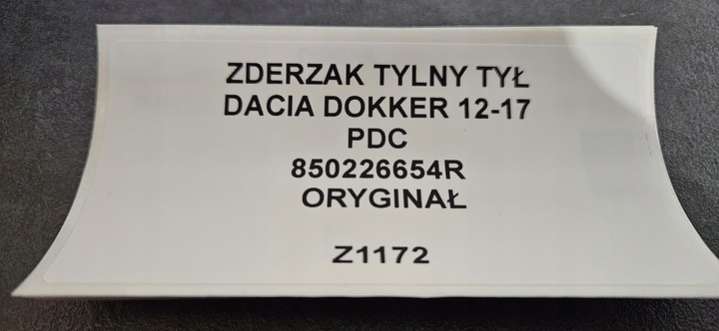 ZDERZAK TYLNY TYŁ
DACIA DOKKER 12-17
PDC
850226654R
ORYGINAŁ
Z1172